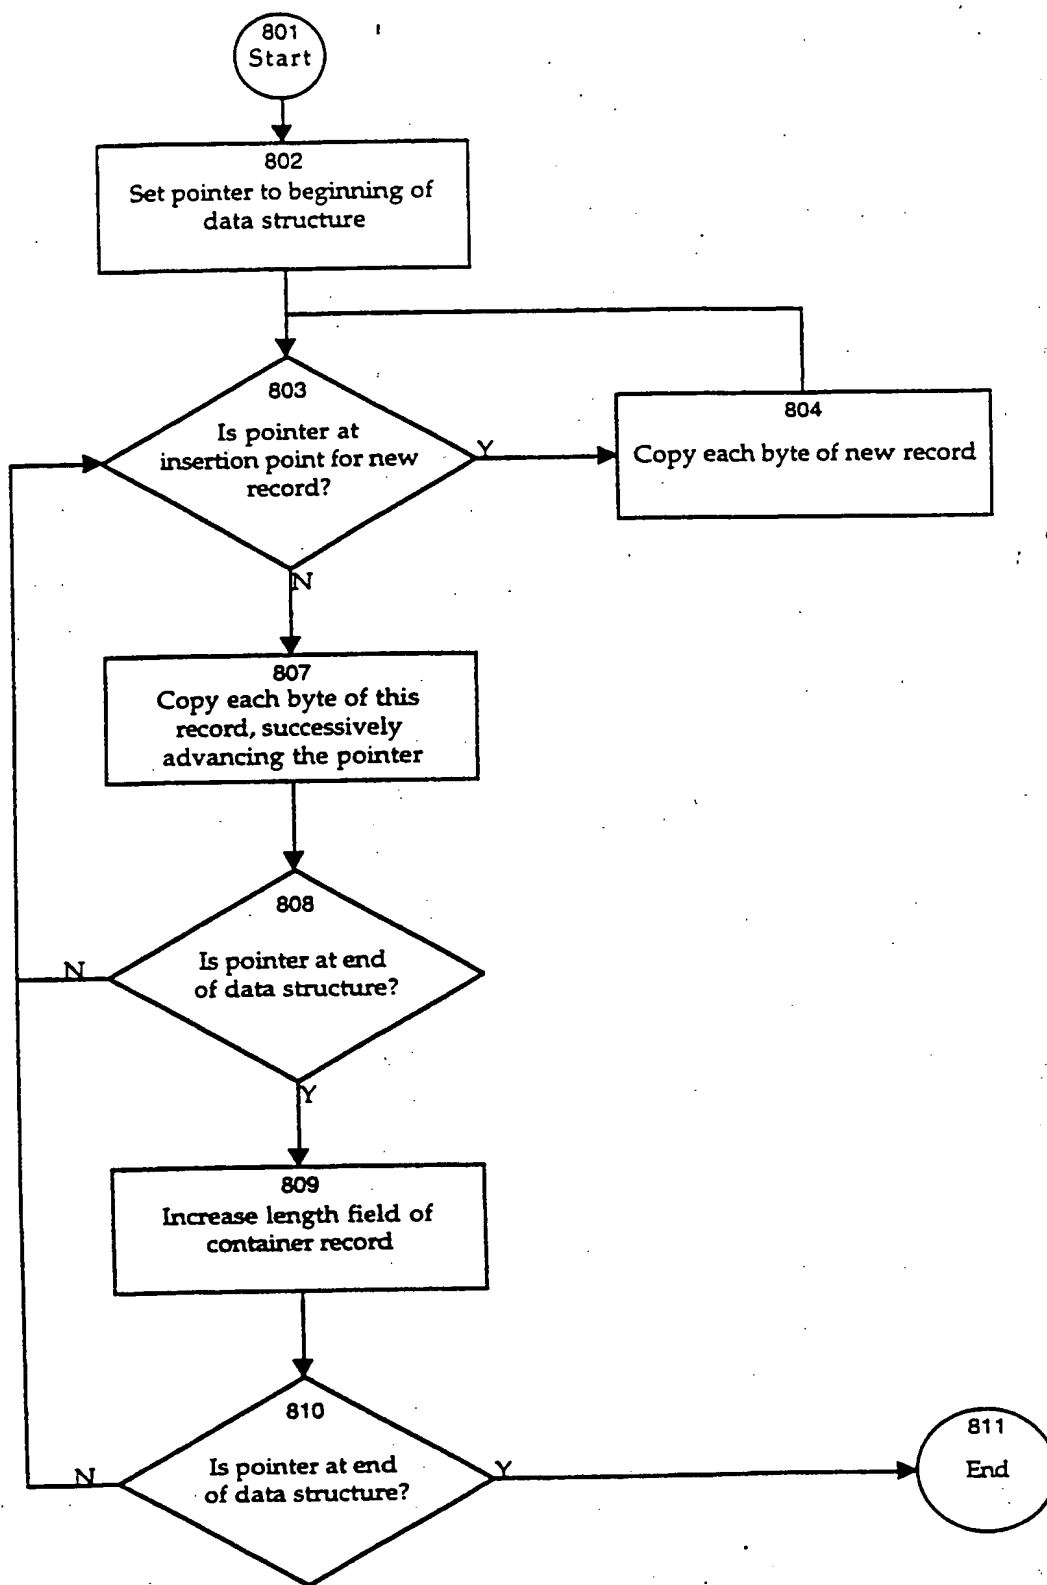 801
Start
802
Set pointer to beginning of
data structure
803
Is pointer at
insertion point for new
record?
Y
804
Copy each byte of new record
N
807
Copy each byte of this
record, successively
advancing the pointer
808
Is pointer at end
of data structure?
N
Y
809
Increase length field of
container record
810
Is pointer at end
of data structure?
N
Y
811
End